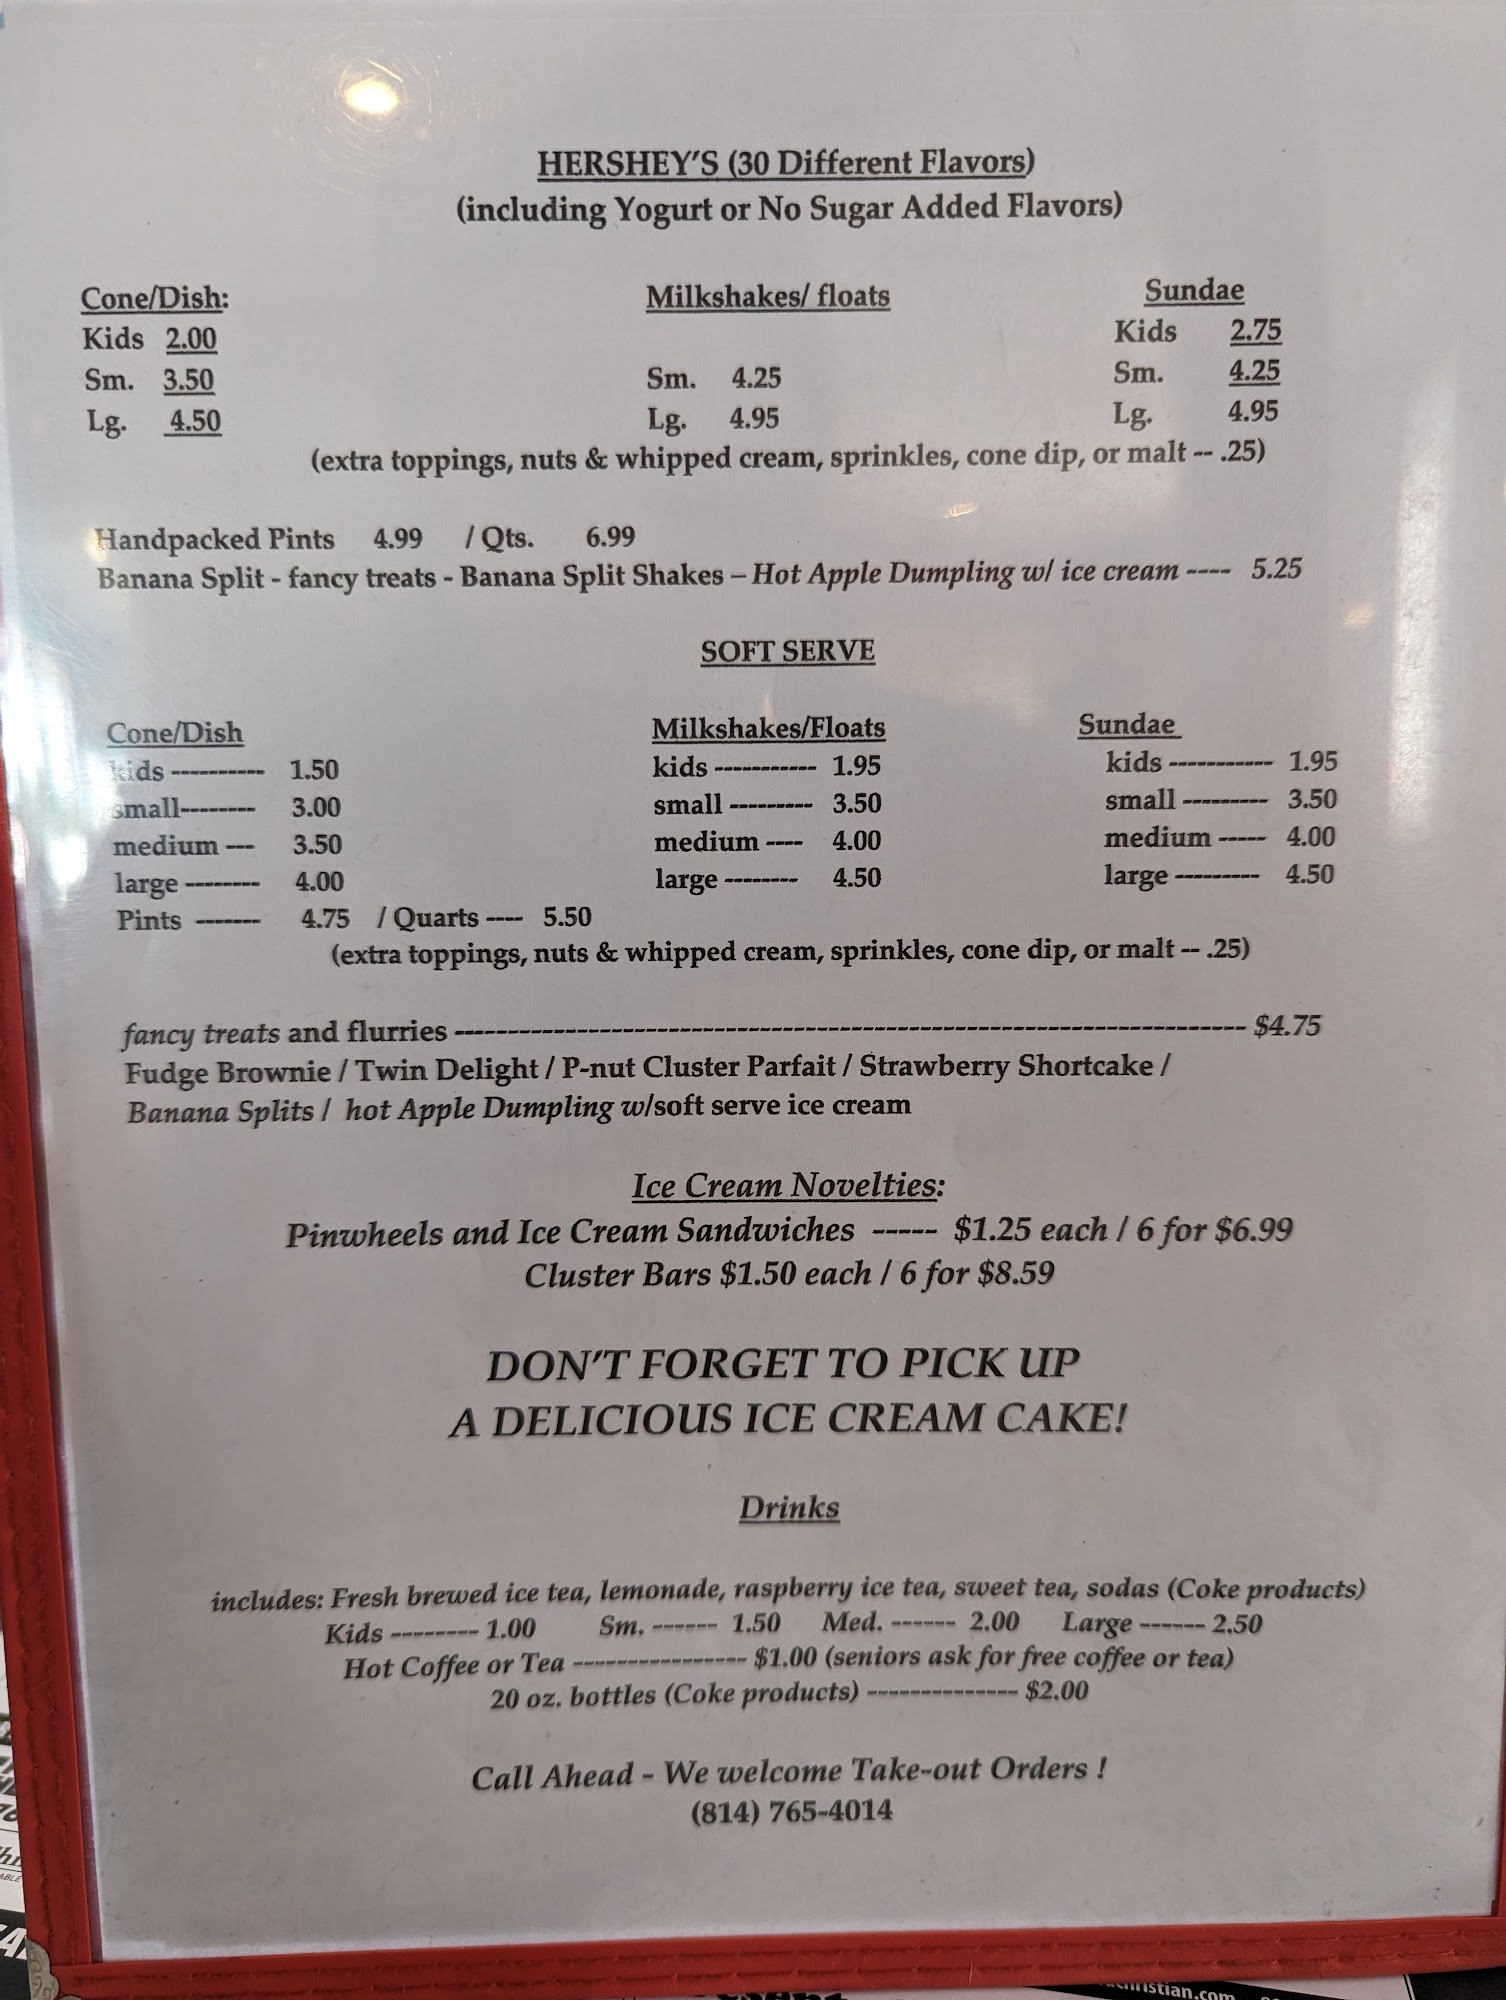 HERSHEY'S (30 Different Flavors)
(including Yogurt or No Sugar Added Flavors)
Cone/Dish:
Kids 2.00
Sm. 3.50
Lg. 4.50
Milkshakes/ floats
Sm. 4.25
Lg. 4.95
Sundae
Kids 2.75
Sm. 4.25
Lg. 4.95
(extra toppings, nuts & whipped cream, sprinkles, cone dip, or malt -- .25)
Handpacked Pints 4.99 / Qts. 6.99
Banana Split - fancy treats - Banana Split Shakes – Hot Apple Dumpling w/ ice cream ---- 5.25
SOFT SERVE
Cone/Dish
kids ---------- 1.50
small-------- 3.00
medium --- 3.50
large -------- 4.00
Pints ------- 4.75 / Quarts ---- 5.50
Milkshakes/Floats
kids ----------- 1.95
small --------- 3.50
medium ---- 4.00
large -------- 4.50
Sundae
kids ----------- 1.95
small --------- 3.50
medium ----- 4.00
large --------- 4.50
(extra toppings, nuts & whipped cream, sprinkles, cone dip, or malt -- .25)
fancy treats and flurries -------------------------------------------------------------------------- $4.75
Fudge Brownie / Twin Delight / P-nut Cluster Parfait / Strawberry Shortcake /
Banana Splits / hot Apple Dumpling w/soft serve ice cream
Ice Cream Novelties:
Pinwheels and Ice Cream Sandwiches ----- $1.25 each / 6 for $6.99
Cluster Bars $1.50 each / 6 for $8.59
DON'T FORGET TO PICK UP
A DELICIOUS ICE CREAM CAKE!
Drinks
includes: Fresh brewed ice tea, lemonade, raspberry ice tea, sweet tea, sodas (Coke products)
Kids -------- 1.00 Sm. ------ 1.50 Med. ------ 2.00 Large ------ 2.50
Hot Coffee or Tea ---------------- $1.00 (seniors ask for free coffee or tea)
20 oz. bottles (Coke products) -------------- $2.00
Call Ahead - We welcome Take-out Orders !
(814) 765-4014